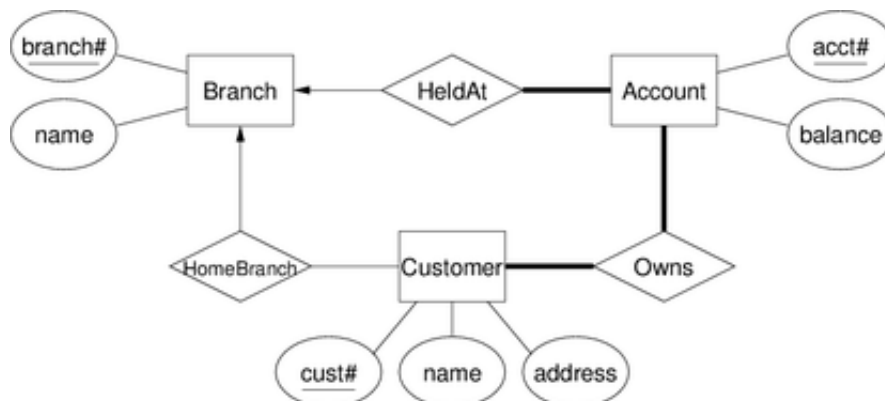 branch#
acct#
Branch
HeldAt
Account
name
balance
HomeBranch
Customer
Owns
cust#
name
address